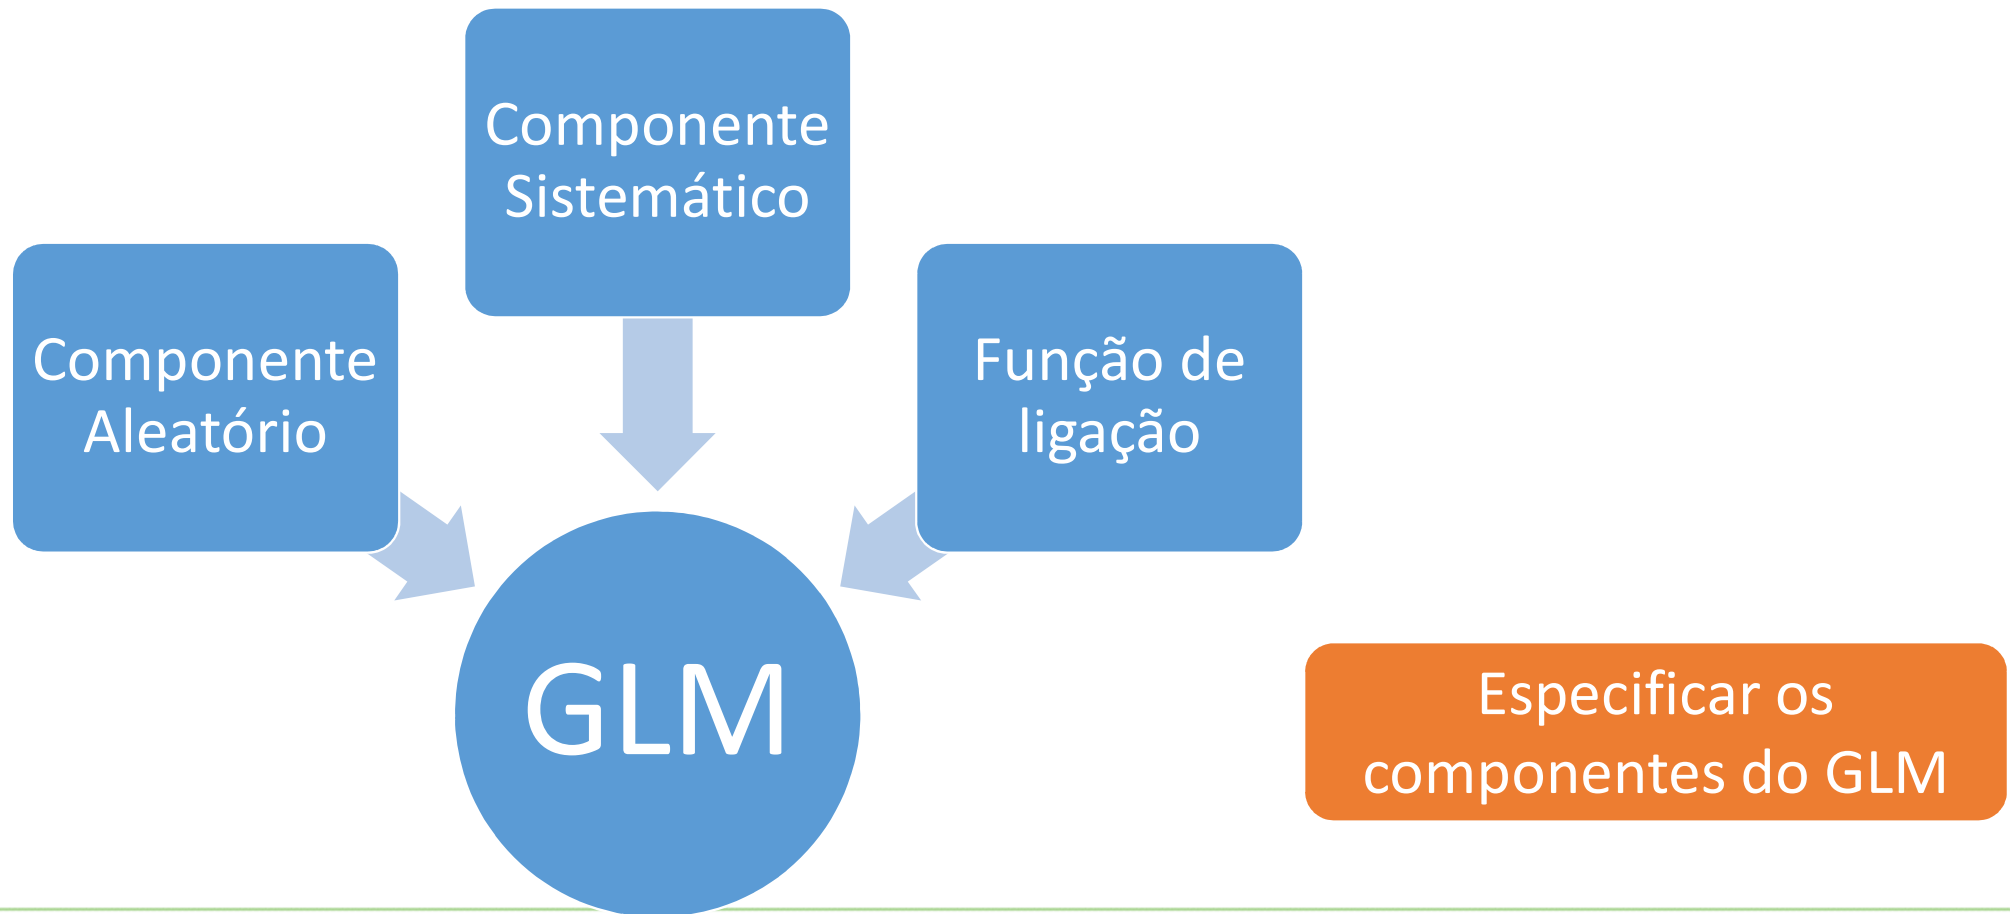 Componente
Sistemático
Componente
Aleatório
Função de
ligação
GLM
Especificar os
componentes do GLM